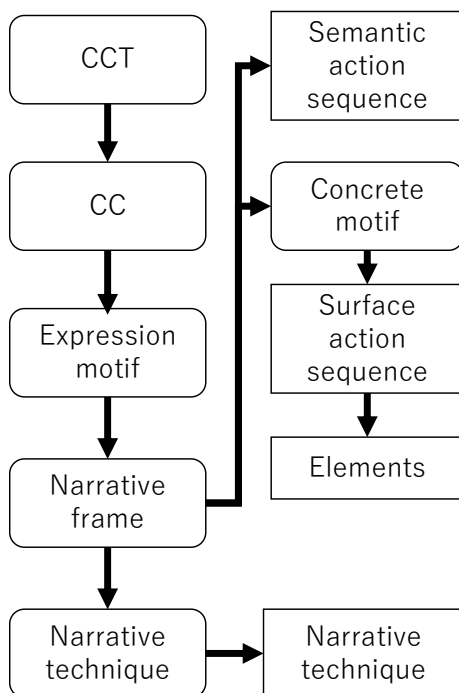 CCT
CC
Expression
motif
Narrative
frame
Narrative
technique
Semantic
action
sequence
Concrete
motif
Surface
action
sequence
Elements
Narrative
technique